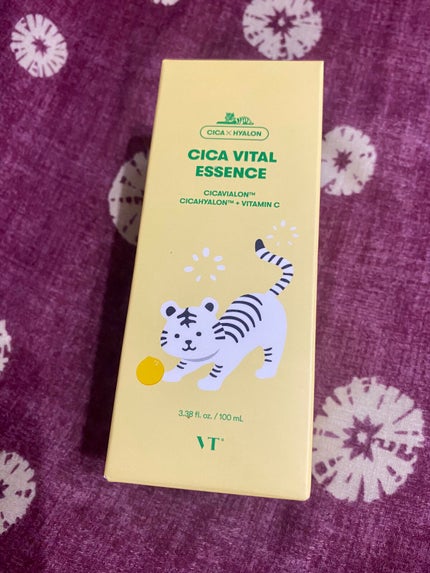 CICA × HYALON
CICA VITAL
ESSENCE
CICAVIALON™
CICAHYALON™ + VITAMIN C
3.38 fl. oz. / 100 mL
VT®